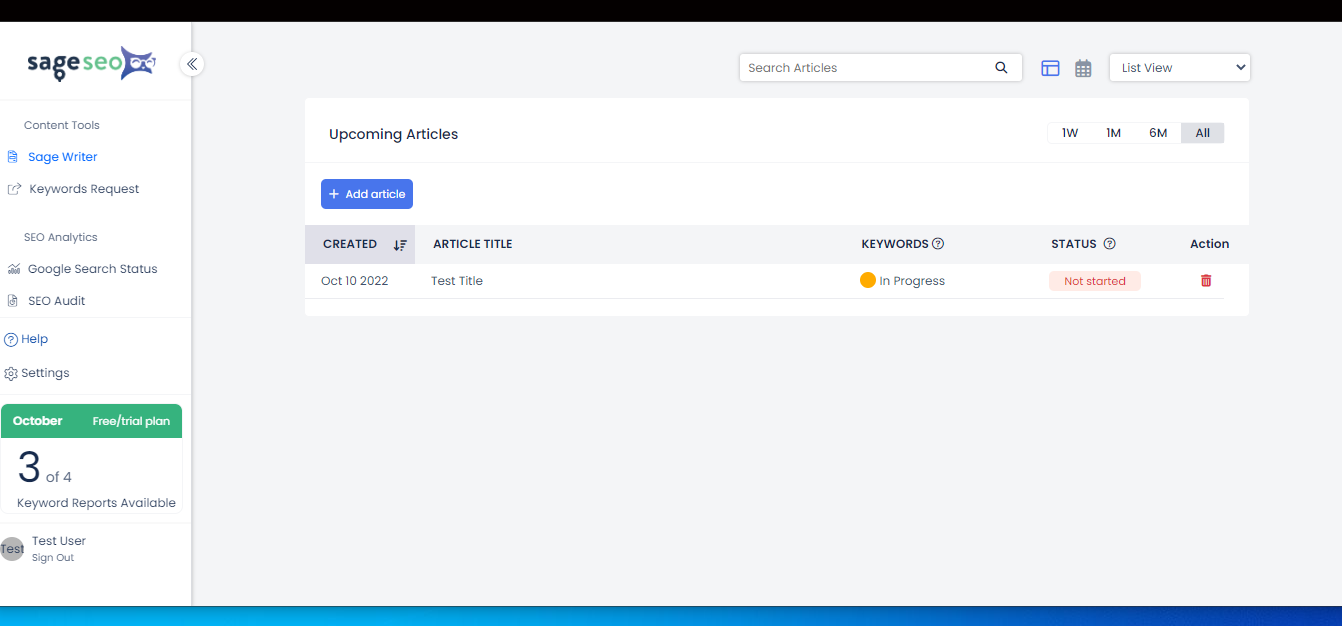 sageseo
Content Tools
Sage Writer
Keywords Request
SEO Analytics
Google Search Status
SEO Audit
Help
Settings
October Free/trial plan
3 of 4
Keyword Reports Available
Test
Test User
Sign Out
Search Articles
List View
Upcoming Articles
1W 1M 6M All
+ Add article
CREATED ARTICLE TITLE KEYWORDS ? STATUS ? Action
Oct 10 2022 Test Title In Progress Not started